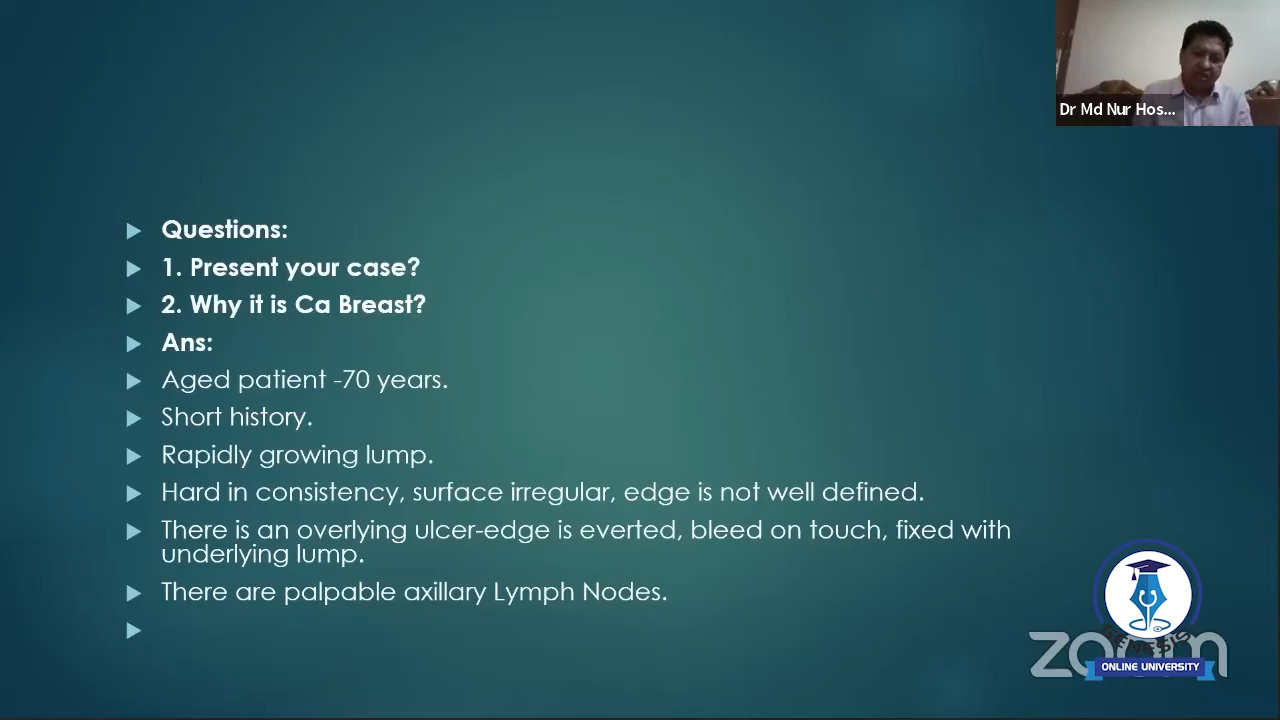 Dr Md Nur Hos...
Questions:
1. Present your case?
2. Why it is Ca Breast?
Ans:
Aged patient -70 years.
Short history.
Rapidly growing lump.
Hard in consistency, surface irregular, edge is not well defined.
There is an overlying ulcer-edge is everted, bleed on touch, fixed with
underlying lump.
There are palpable axillary Lymph Nodes.
zoom
GENESIS
ONLINE UNIVERSITY